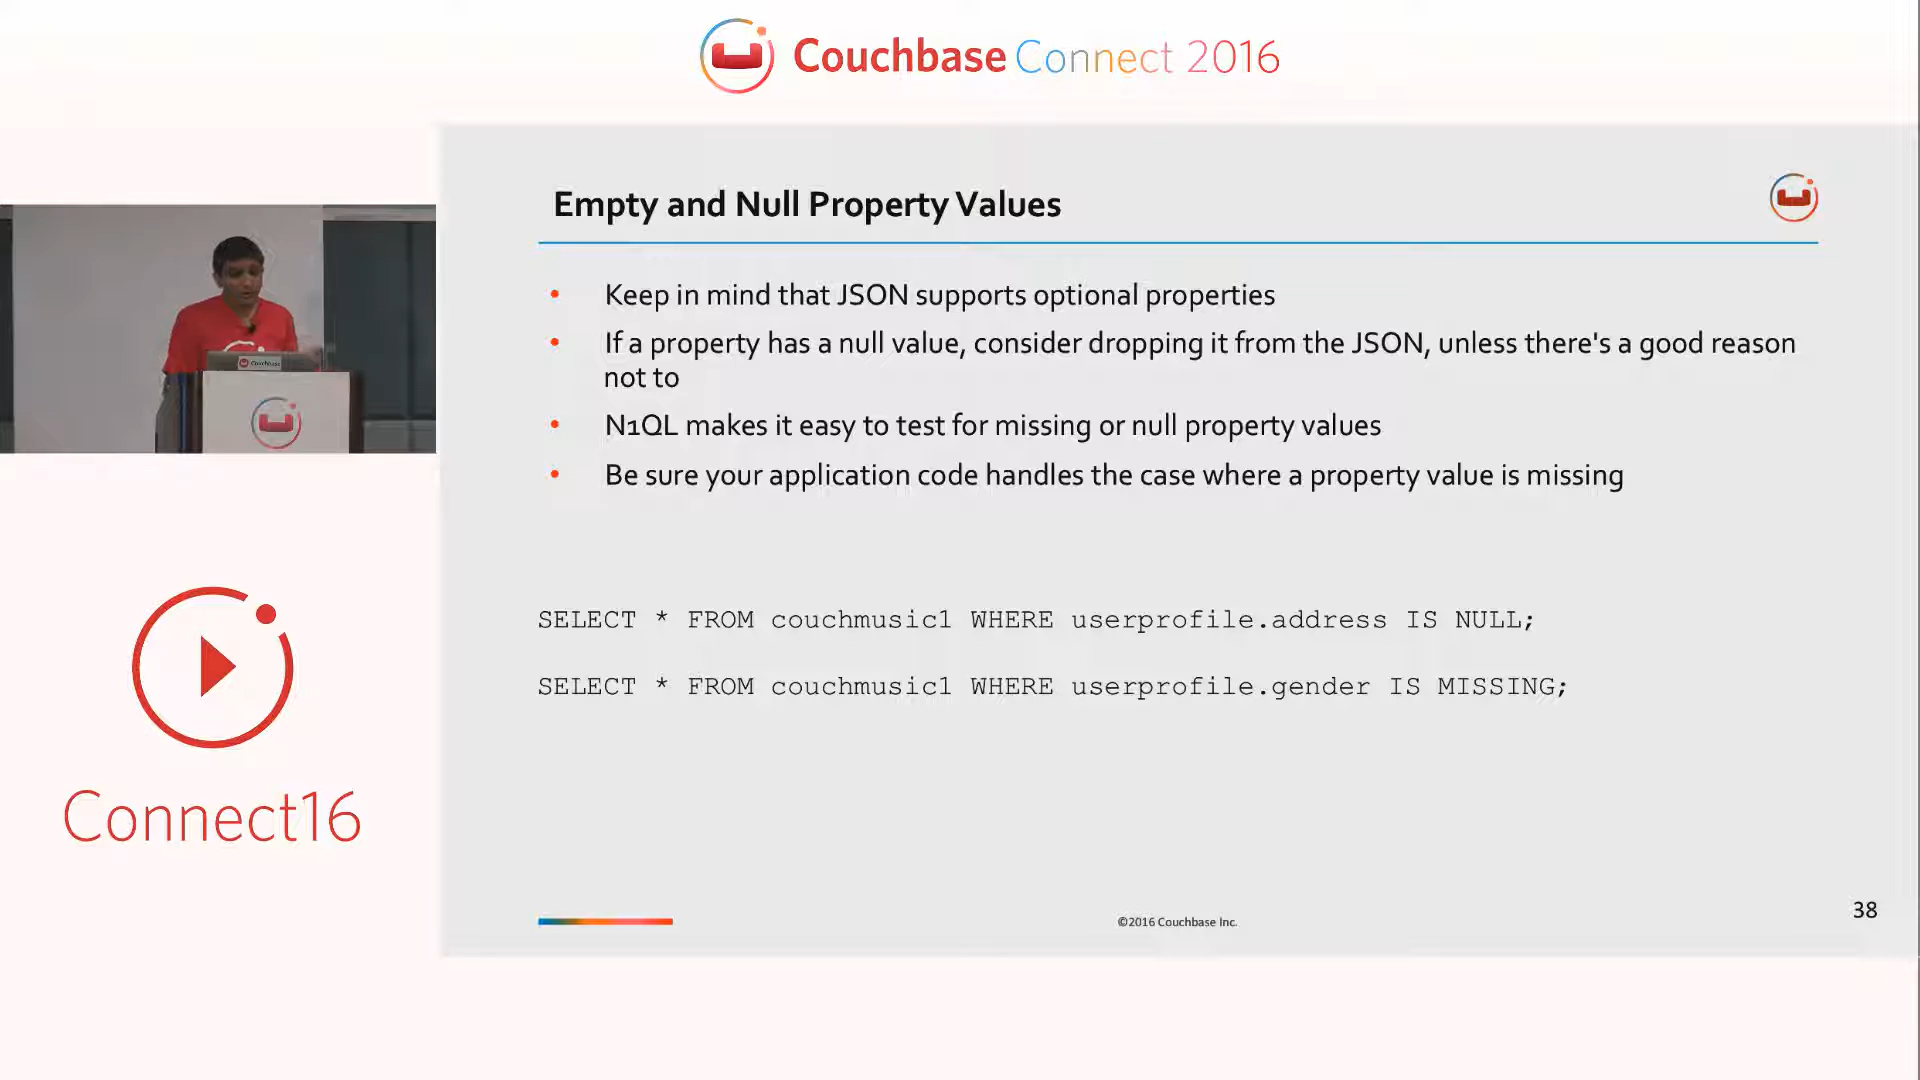 Couchbase Connect 2016
Empty and Null Property Values
• Keep in mind that JSON supports optional properties
• If a property has a null value, consider dropping it from the JSON, unless there's a good reason
not to
• N1QL makes it easy to test for missing or null property values
• Be sure your application code handles the case where a property value is missing
Couchbase
SELECT * FROM couchmusic1 WHERE userprofile.address IS NULL;
SELECT * FROM couchmusic1 WHERE userprofile.gender IS MISSING;
Connect16
©2016 Couchbase Inc.
38